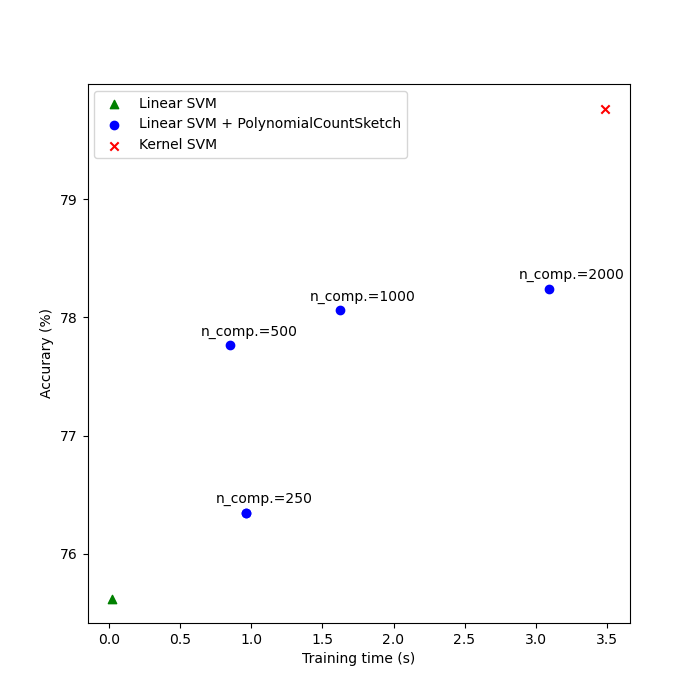 Linear SVM
Linear SVM + PolynomialCountSketch
Kernel SVM
79
78
77
76
Accurary (%)
n_comp.=2000
n_comp.=1000
n_comp.=500
n_comp.=250
0.0 0.5 1.0 1.5 2.0 2.5 3.0 3.5
Training time (s)